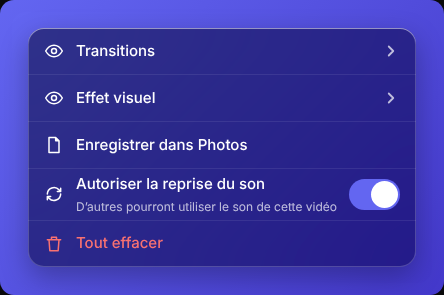 Transitions
Effet visuel
Enregistrer dans Photos
Autoriser la reprise du son
D’autres pourront utiliser le son de cette vidéo
Tout effacer